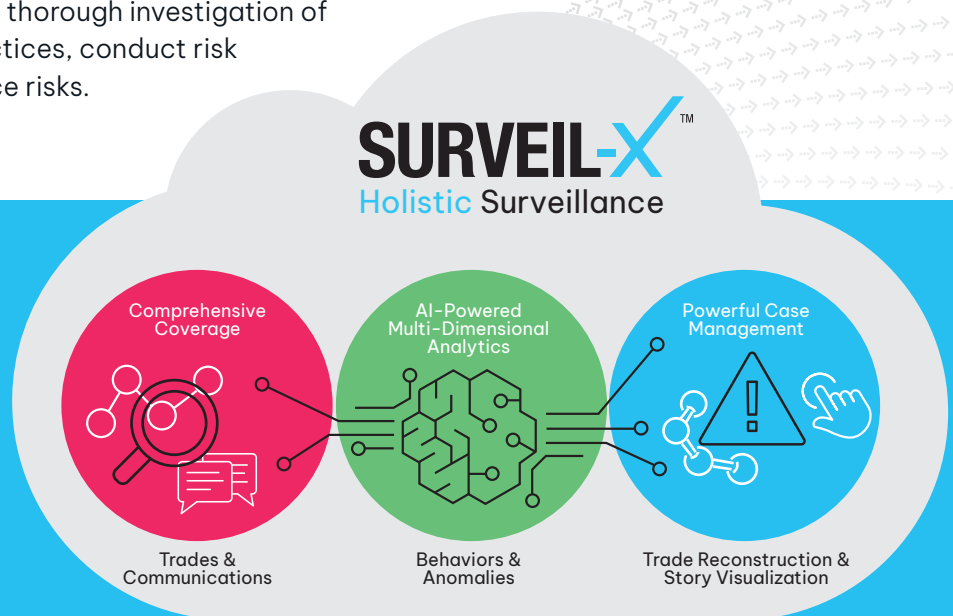 thorough investigation of
ctices, conduct risk
ce risks.
SURVEIL-X™
Holistic Surveillance
Comprehensive
Coverage
AI-Powered
Multi-Dimensional
Analytics
Powerful Case
Management
Trades &
Communications
Behaviors &
Anomalies
Trade Reconstruction &
Story Visualization